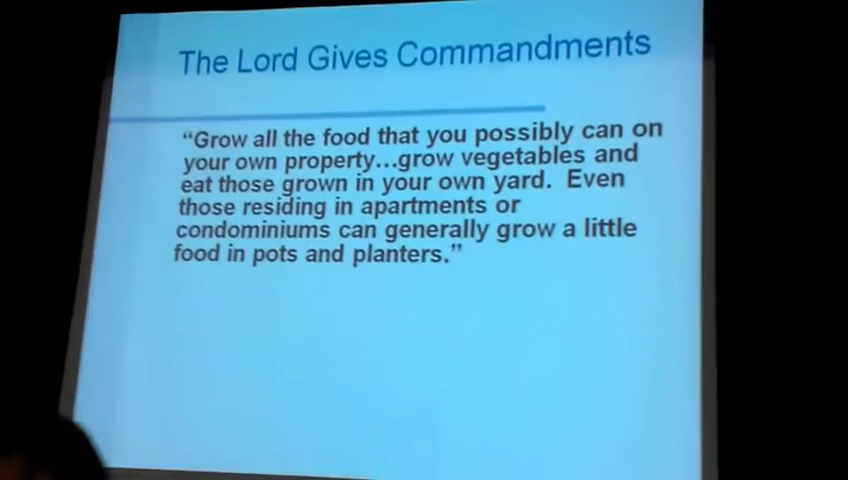 The Lord Gives Commandments
“Grow all the food that you possibly can on
your own property...grow vegetables and
eat those grown in your own yard. Even
those residing in apartments or
condominiums can generally grow a little
food in pots and planters.”